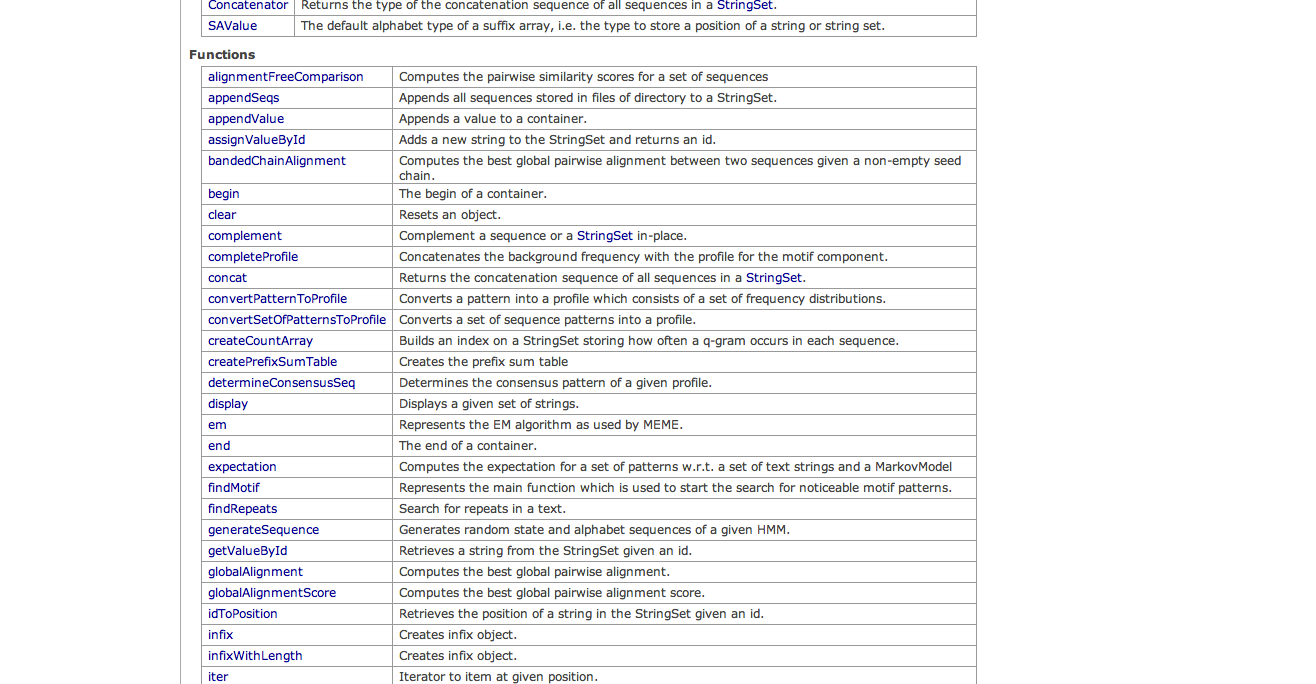 Concatenator Returns the type of the concatenation sequence of all sequences in a StringSet.
SAValue The default alphabet type of a suffix array, i.e. the type to store a position of a string or string set.
Functions
alignmentFreeComparison Computes the pairwise similarity scores for a set of sequences
appendSeqs Appends all sequences stored in files of directory to a StringSet.
appendValue Appends a value to a container.
assignValueById Adds a new string to the StringSet and returns an id.
bandedChainAlignment Computes the best global pairwise alignment between two sequences given a non-empty seed
chain.
begin The begin of a container.
clear Resets an object.
complement Complement a sequence or a StringSet in-place.
completeProfile Concatenates the background frequency with the profile for the motif component.
concat Returns the concatenation sequence of all sequences in a StringSet.
convertPatternToProfile Converts a pattern into a profile which consists of a set of frequency distributions.
convertSetOfPatternsToProfile Converts a set of sequence patterns into a profile.
createCountArray Builds an index on a StringSet storing how often a q-gram occurs in each sequence.
createPrefixSumTable Creates the prefix sum table
determineConsensusSeq Determines the consensus pattern of a given profile.
display Displays a given set of strings.
em Represents the EM algorithm as used by MEME.
end The end of a container.
expectation Computes the expectation for a set of patterns w.r.t. a set of text strings and a MarkovModel
findMotif Represents the main function which is used to start the search for noticeable motif patterns.
findRepeats Search for repeats in a text.
generateSequence Generates random state and alphabet sequences of a given HMM.
getValueById Retrieves a string from the StringSet given an id.
globalAlignment Computes the best global pairwise alignment.
globalAlignmentScore Computes the best global pairwise alignment score.
idToPosition Retrieves the position of a string in the StringSet given an id.
infix Creates infix object.
infixWithLength Creates infix object.
iter Iterator to item at given position.